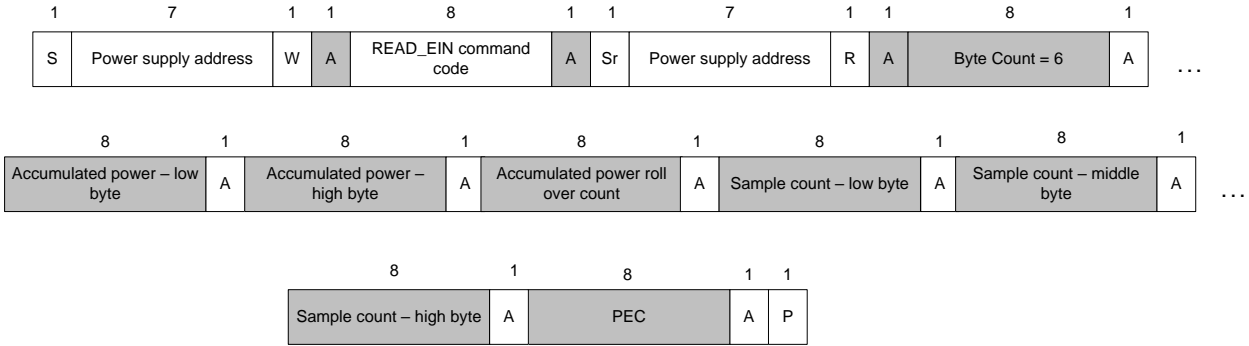 1 7 1 1 8 1 1 7 1 1 8 1
S Power supply address W A READ_EIN command code A Sr Power supply address R A Byte Count = 6 A ...
8 1 8 1 8 1 8 1 8 1
Accumulated power – low byte A Accumulated power – high byte A Accumulated power roll over count A Sample count – low byte A Sample count – middle byte A ...
8 1 8 1 1
Sample count – high byte A PEC A P